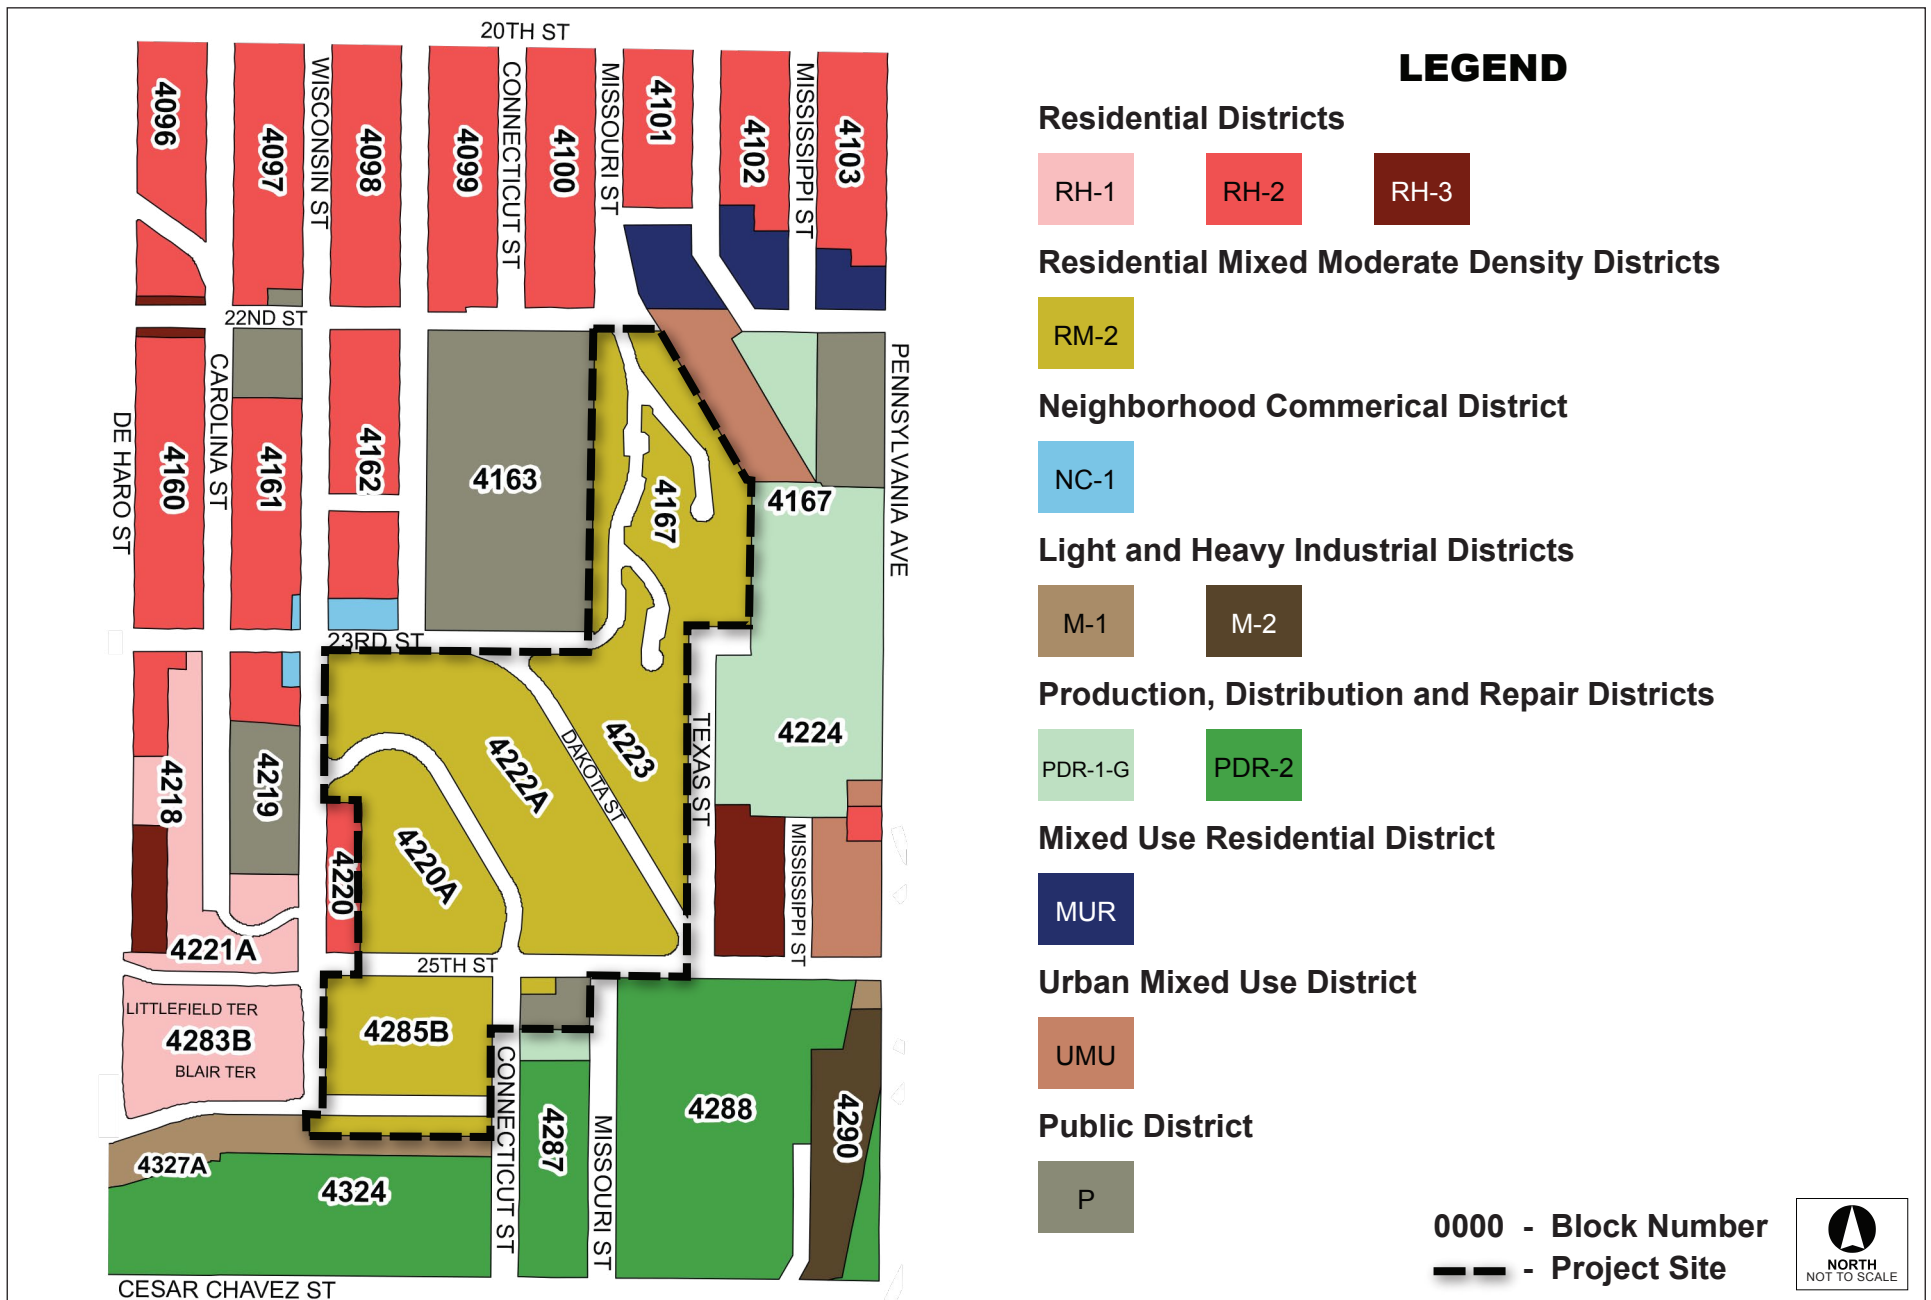 20TH ST
4096
4097
WISCONSIN ST
4098
4099
CONNECTICUT ST
4100
MISSOURI ST
4101
4102
MISSISSIPPI ST
4103
22ND ST
DE HARO ST
4160
CAROLINA ST
4161
4162
4163
4167
4167
PENNSYLVANIA AVE
23RD ST
4218
4219
4220
4220A
4222A
DAKOTA ST
4223
TEXAS ST
4224
MISSISSIPPI ST
4221A
25TH ST
LITTLEFIELD TER
4283B
BLAIR TER
4285B
CONNECTICUT ST
4287
MISSOURI ST
4288
4290
4327A
4324
CESAR CHAVEZ ST
LEGEND
Residential Districts
RH-1 RH-2 RH-3
Residential Mixed Moderate Density Districts
RM-2
Neighborhood Commerical District
NC-1
Light and Heavy Industrial Districts
M-1 M-2
Production, Distribution and Repair Districts
PDR-1-G PDR-2
Mixed Use Residential District
MUR
Urban Mixed Use District
UMU
Public District
P
0000 - Block Number
- Project Site
NORTH
NOT TO SCALE